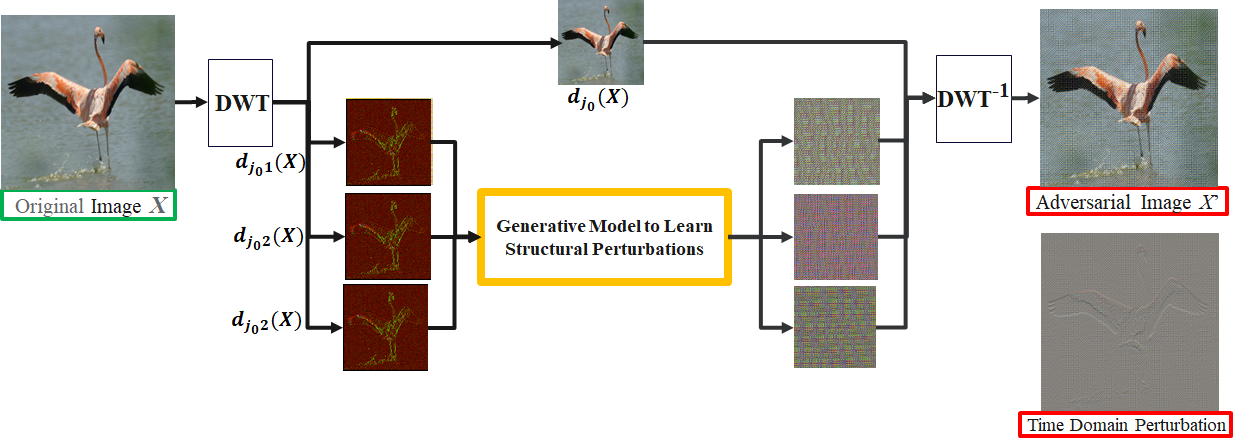 DWT
d_{j_0}(X)
DWT⁻¹
d_{j_0 1}(X)
Original Image X
Generative Model to Learn
Structural Perturbations
Adversarial Image X’
d_{j_0 2}(X)
d_{j_0 2}(X)
Time Domain Perturbation